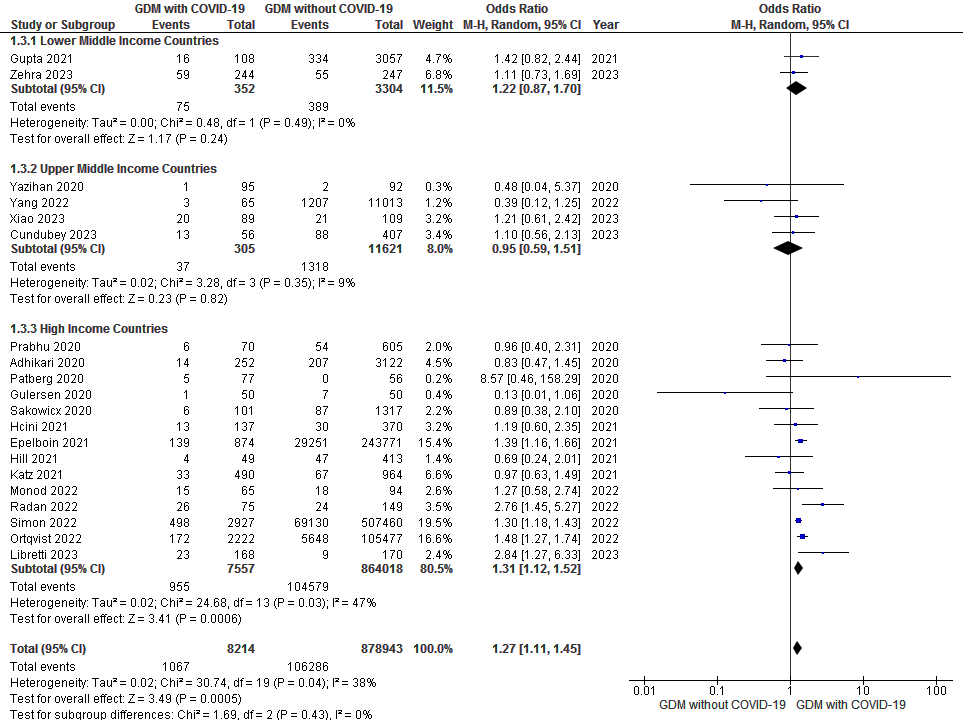 GDM with COVID-19 GDM without COVID-19 Odds Ratio Odds Ratio
Study or Subgroup Events Total Events Total Weight M-H, Random, 95% CI Year M-H, Random, 95% CI
1.3.1 Lower Middle Income Countries
Gupta 2021 16 108 334 3057 4.7% 1.42 [0.82, 2.44] 2021
Zehra 2023 59 244 55 247 6.8% 1.11 [0.73, 1.69] 2023
Subtotal (95% CI) 352 3304 11.5% 1.22 [0.87, 1.70]
Total events 75 389
Heterogeneity: Tau² = 0.00; Chi² = 0.48, df = 1 (P = 0.49); I² = 0%
Test for overall effect: Z = 1.17 (P = 0.24)
1.3.2 Upper Middle Income Countries
Yazihan 2020 1 95 2 92 0.3% 0.48 [0.04, 5.37] 2020
Yang 2022 3 65 1207 11013 1.2% 0.39 [0.12, 1.25] 2022
Xiao 2023 20 89 21 109 3.1% 1.21 [0.61, 2.42] 2023
Cundubey 2023 13 56 88 407 3.4% 1.10 [0.56, 2.13] 2023
Subtotal (95% CI) 305 11621 8.0% 0.95 [0.59, 1.51]
Total events 37 1318
Heterogeneity: Tau² = 0.02; Chi² = 3.28, df = 3 (P = 0.35); I² = 9%
Test for overall effect: Z = 0.23 (P = 0.82)
1.3.3 High Income Countries
Prabhu 2020 6 70 54 605 2.0% 0.96 [0.40, 2.31] 2020
Adhikari 2020 14 252 207 3122 4.5% 0.83 [0.47, 1.45] 2020
Patberg 2020 5 77 0 56 0.2% 8.57 [0.46, 158.29] 2020
Gulersen 2020 1 50 7 50 0.4% 0.13 [0.01, 1.06] 2020
Sakowicx 2020 6 101 87 1317 2.2% 0.89 [0.38, 2.10] 2020
Hcini 2021 13 137 30 370 3.2% 1.19 [0.60, 2.35] 2021
Epelboin 2021 139 874 29251 243771 15.4% 1.39 [1.16, 1.66] 2021
Hill 2021 4 49 47 413 1.5% 0.69 [0.24, 2.01] 2021
Katz 2021 33 490 67 964 6.6% 0.97 [0.63, 1.49] 2021
Monod 2022 15 65 18 94 2.6% 1.27 [0.58, 2.74] 2022
Radan 2022 26 75 24 149 3.5% 2.76 [1.45, 5.27] 2022
Simon 2022 498 2927 69130 507460 19.5% 1.30 [1.18, 1.43] 2022
Ortqvist 2022 172 2222 5648 105477 16.6% 1.48 [1.27, 1.74] 2022
Libretti 2023 23 168 9 170 2.4% 2.84 [1.27, 6.33] 2023
Subtotal (95% CI) 7557 864018 80.5% 1.31 [1.12, 1.52]
Total events 955 104579
Heterogeneity: Tau² = 0.02; Chi² = 24.68, df = 13 (P = 0.03); I² = 47%
Test for overall effect: Z = 3.41 (P = 0.0006)
Total (95% CI) 8214 878943 100.0% 1.27 [1.11, 1.45]
Total events 1067 106286
Heterogeneity: Tau² = 0.02; Chi² = 30.74, df = 19 (P = 0.04); I² = 38%
Test for overall effect: Z = 3.49 (P = 0.0005)
Test for subgroup differences: Chi² = 1.69, df = 2 (P = 0.43), I² = 0%
0.01 0.1 1 10 100
GDM without COVID-19 GDM with COVID-19